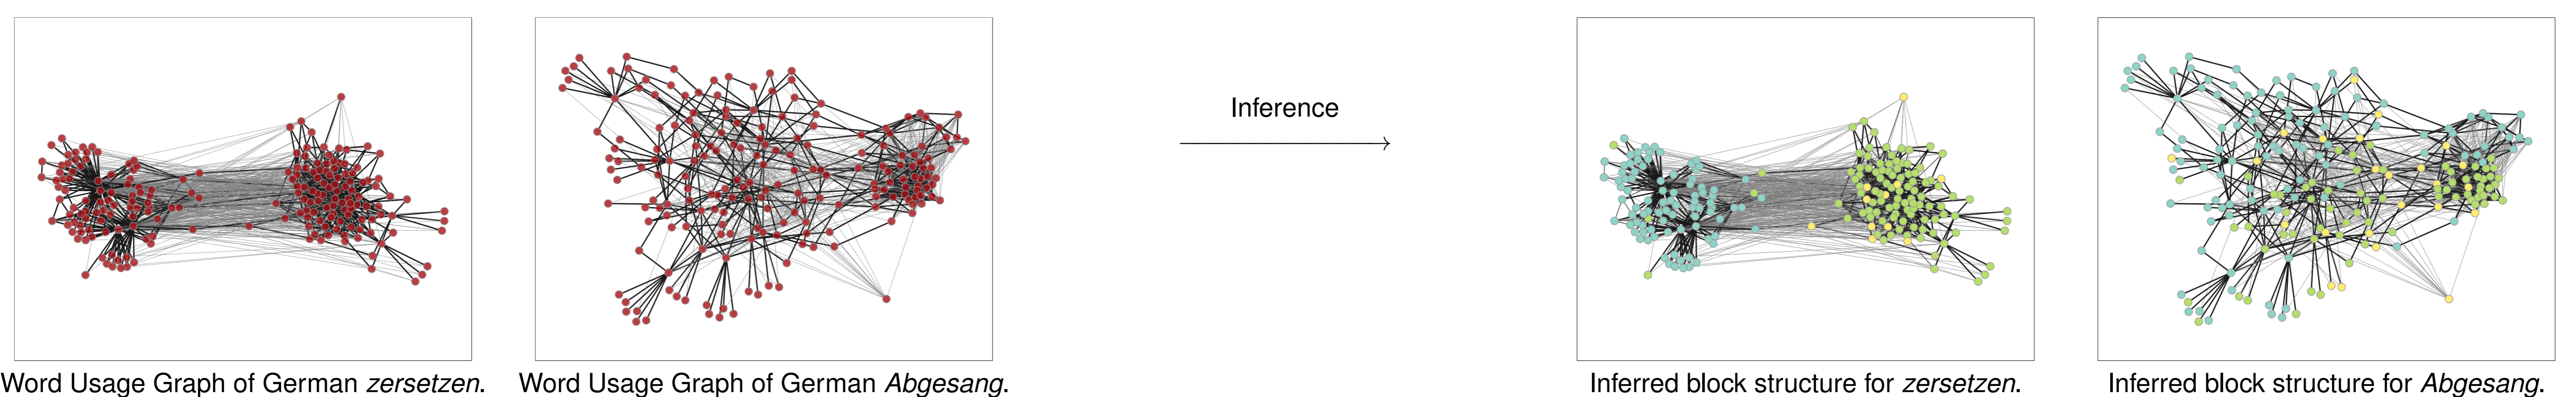 Inference
Word Usage Graph of German zersetzen.
Word Usage Graph of German Abgesang.
Inferred block structure for zersetzen.
Inferred block structure for Abgesang.